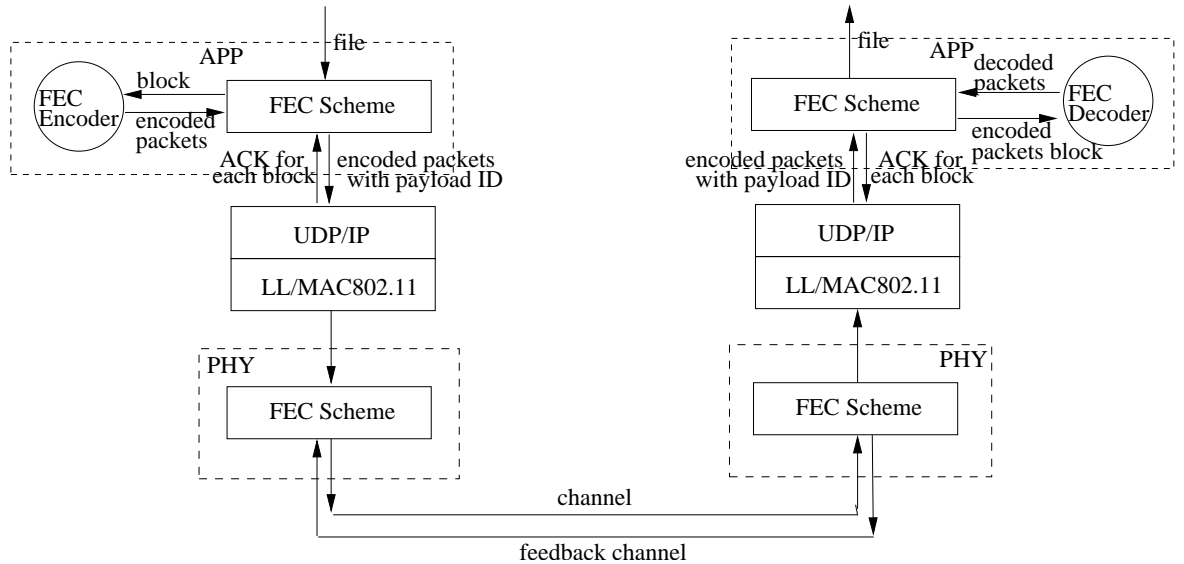 file
APP
block
FEC
Encoder
encoded
packets
FEC Scheme
ACK for
each block
encoded packets
with payload ID
UDP/IP
LL/MAC802.11
PHY
FEC Scheme
file
APP
decoded
packets
FEC Scheme
FEC
Decoder
encoded
packets block
encoded packets
with payload ID
ACK for
each block
UDP/IP
LL/MAC802.11
PHY
FEC Scheme
channel
feedback channel